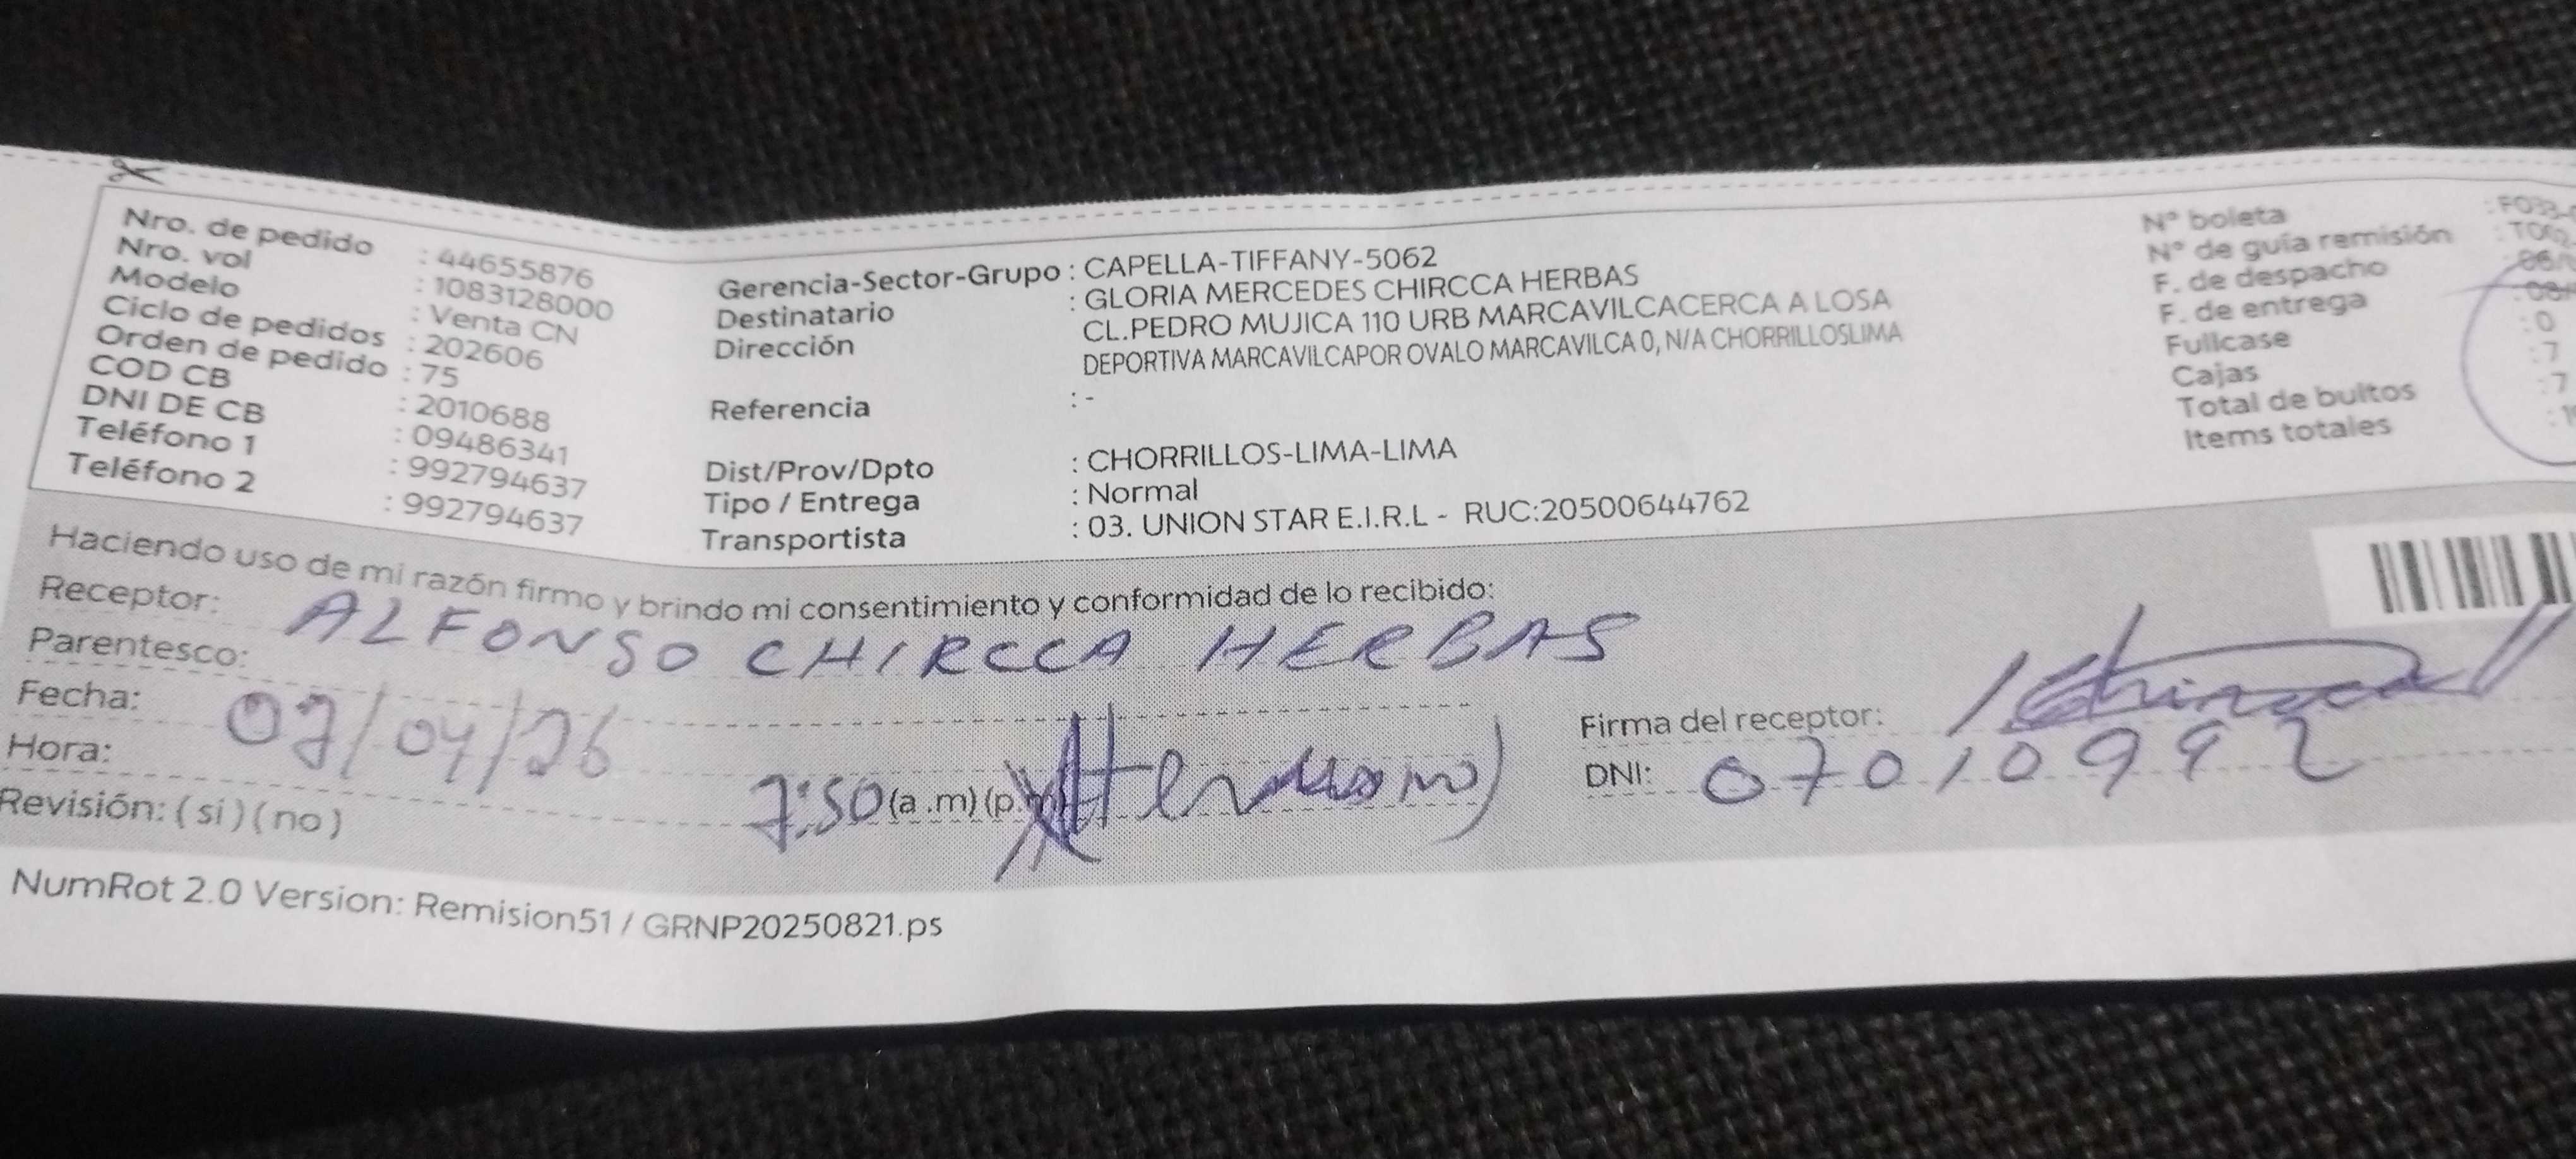 Nro. de pedido : 44655876
Nro. vol : 1083128000
Modelo : Venta CN
Ciclo de pedidos : 202606
Orden de pedido : 75
COD CB : 2010688
DNI DE CB : 09486341
Teléfono 1 : 992794637
Teléfono 2 : 992794637
Gerencia-Sector-Grupo : CAPELLA-TIFFANY-5062
Destinatario : GLORIA MERCEDES CHIRCCA HERBAS
Dirección CL.PEDRO MUJICA 110 URB MARCAVILCACERCA A LOSA
DEPORTIVA MARCAVILCAPOR OVALO MARCAVILCA 0, N/A CHORRILLOSLIMA
Referencia : -
Dist/Prov/Dpto : CHORRILLOS-LIMA-LIMA
Tipo / Entrega : Normal
Transportista : 03. UNION STAR E.I.R.L - RUC:20500644762
N° boleta : F033-
N° de guía remisión
F. de despacho
F. de entrega
Fullcase : 0
Cajas : 7
Total de bultos : 7
Items totales
Haciendo uso de mi razón firmo y brindo mi consentimiento y conformidad de lo recibido:
Receptor: ALFONSO CHIRCCA HERBAS
Parentesco:
Fecha: 07/04/26
Hora: 7:50 (a.m) (p.m)
Firma del receptor:
DNI: 07010992
Revisión: ( si ) ( no )
NumRot 2.0 Version: Remision51 / GRNP20250821.ps